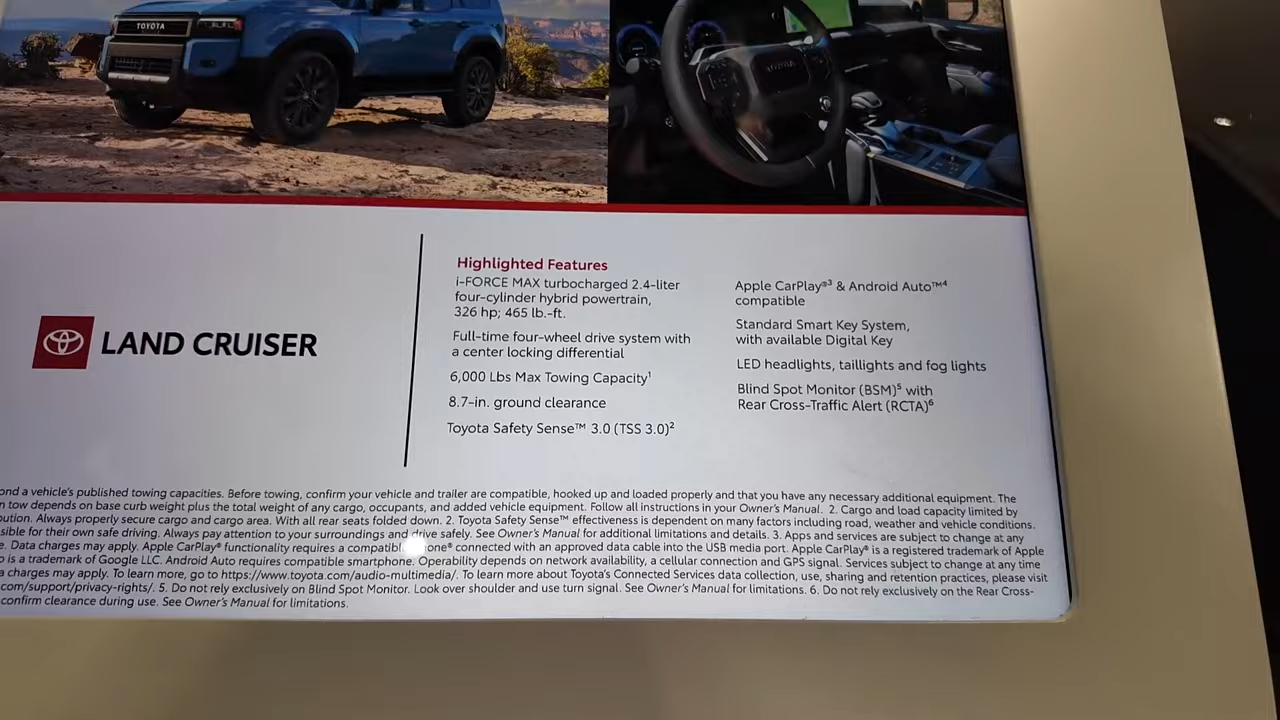 TOYOTA
Highlighted Features
i-FORCE MAX turbocharged 2.4-liter
four-cylinder hybrid powertrain,
326 hp; 465 lb.-ft.
Full-time four-wheel drive system with
a center locking differential
6,000 Lbs Max Towing Capacity¹
8.7-in. ground clearance
Toyota Safety Sense™ 3.0 (TSS 3.0)²
Apple CarPlay®³ & Android Auto™⁴
compatible
Standard Smart Key System,
with available Digital Key
LED headlights, taillights and fog lights
Blind Spot Monitor (BSM)⁵ with
Rear Cross-Traffic Alert (RCTA)⁶
LAND CRUISER
a vehicle's published towing capacities. Before towing, confirm your vehicle and trailer are compatible, hooked up and loaded properly and that you have any necessary additional equipment. The
tow depends on base curb weight plus the total weight of any cargo, occupants, and added vehicle equipment. Follow all instructions in your Owner's Manual. 2. Cargo and load capacity limited by
Always properly secure cargo and cargo area. With all rear seats folded down. 2. Toyota Safety Sense™ effectiveness is dependent on many factors including road, weather and vehicle conditions.
for their own safe driving. Always pay attention to your surroundings and drive safely. See Owner's Manual for additional limitations and details. 3. Apps and services are subject to change at any
Data charges may apply. Apple CarPlay® functionality requires a connected with an approved data cable into the USB media port. Apple CarPlay® is a registered trademark of Apple
is a trademark of Google LLC. Android Auto requires compatible smartphone. Operability depends on network availability, a cellular connection and GPS signal. Services subject to change at any time
a charges may apply. To learn more, go to https://www.toyota.com/audio-multimedia/. To learn more about Toyota's Connected Services data collection, use, sharing and retention practices, please visit
com/support/privacy-rights/. 5. Do not rely exclusively on Blind Spot Monitor. Look over shoulder and use turn signal. See Owner's Manual for limitations. 6. Do not rely exclusively on the Rear Cross-
confirm clearance during use. See Owner's Manual for limitations.